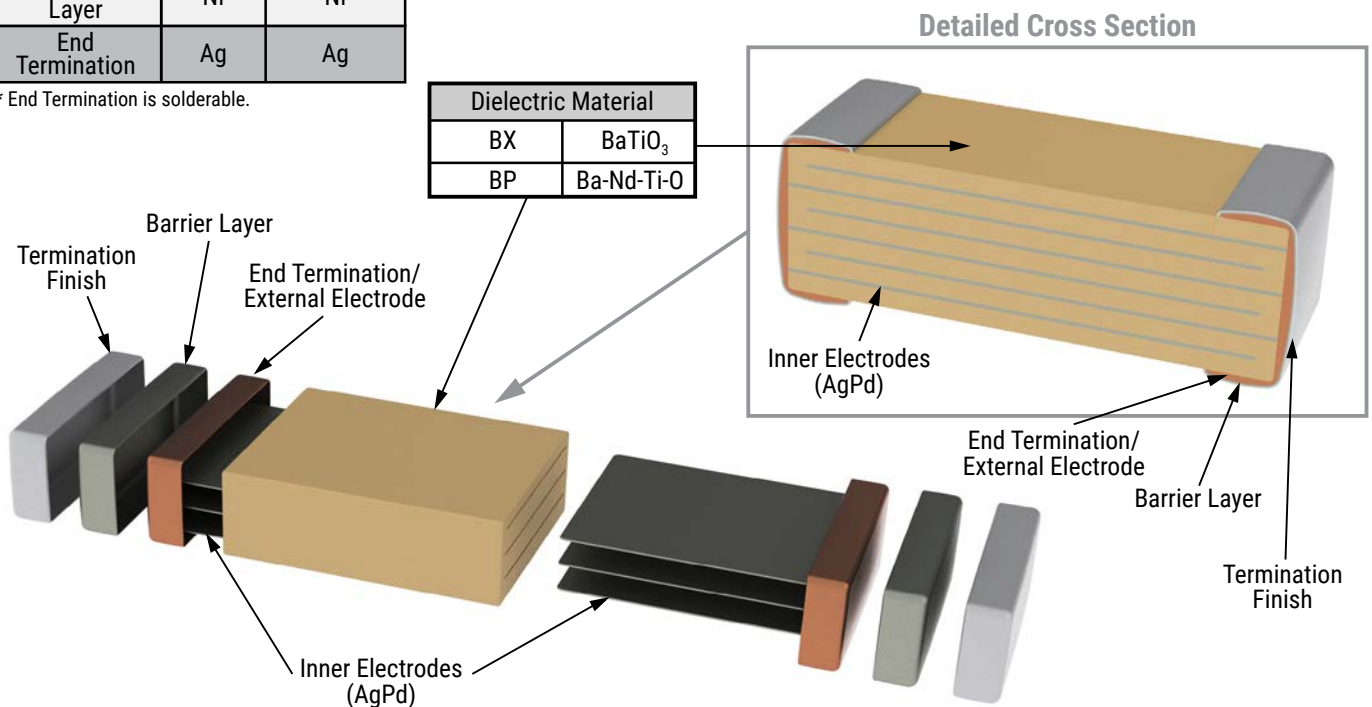 Layer
Ni
Ni
End
Termination
Ag
Ag
* End Termination is solderable.
Detailed Cross Section
Dielectric Material
BX
BaTiO₃
BP
Ba-Nd-Ti-O
Barrier Layer
Termination
Finish
End Termination/
External Electrode
Inner Electrodes
(AgPd)
End Termination/
External Electrode
Barrier Layer
Termination
Finish
Inner Electrodes
(AgPd)